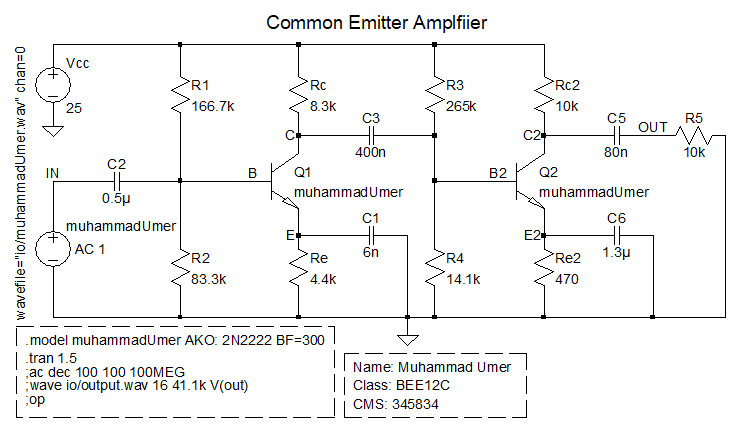 Common Emitter Amplfiier
wavefile="io/muhammadUmer.wav" chan=0
Vcc
25
R1
166.7k
Rc
8.3k
R3
265k
Rc2
10k
C
C3
400n
C2
C5
80n
OUT
R5
10k
IN
C2
0.5µ
B
Q1
muhammadUmer
B2
Q2
muhammadUmer
muhammadUmer
AC 1
R2
83.3k
E
Re
4.4k
C1
6n
R4
14.1k
E2
Re2
470
C6
1.3µ
.model muhammadUmer AKO: 2N2222 BF=300
.tran 1.5
;ac dec 100 100 100MEG
;wave io/output.wav 16 41.1k V(out)
;op
Name: Muhammad Umer
Class: BEE12C
CMS: 345834